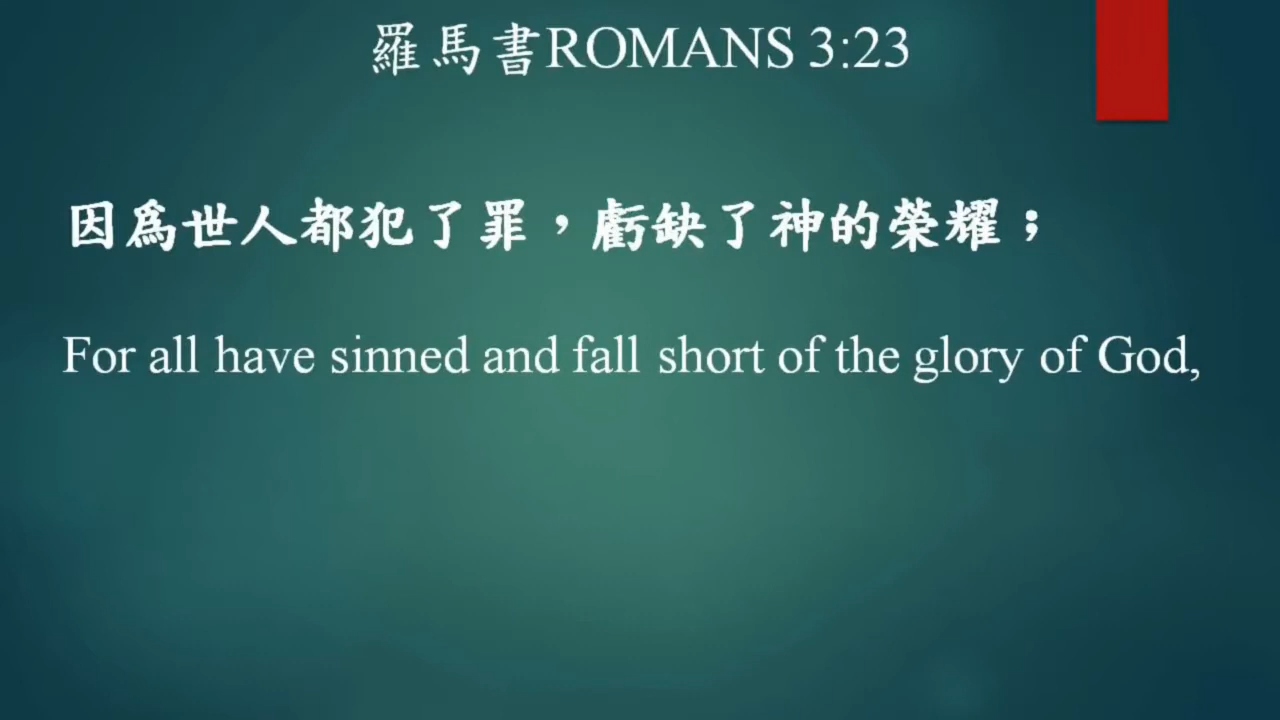 羅馬書ROMANS 3:23
因爲世人都犯了罪，虧缺了神的榮耀；
For all have sinned and fall short of the glory of God,